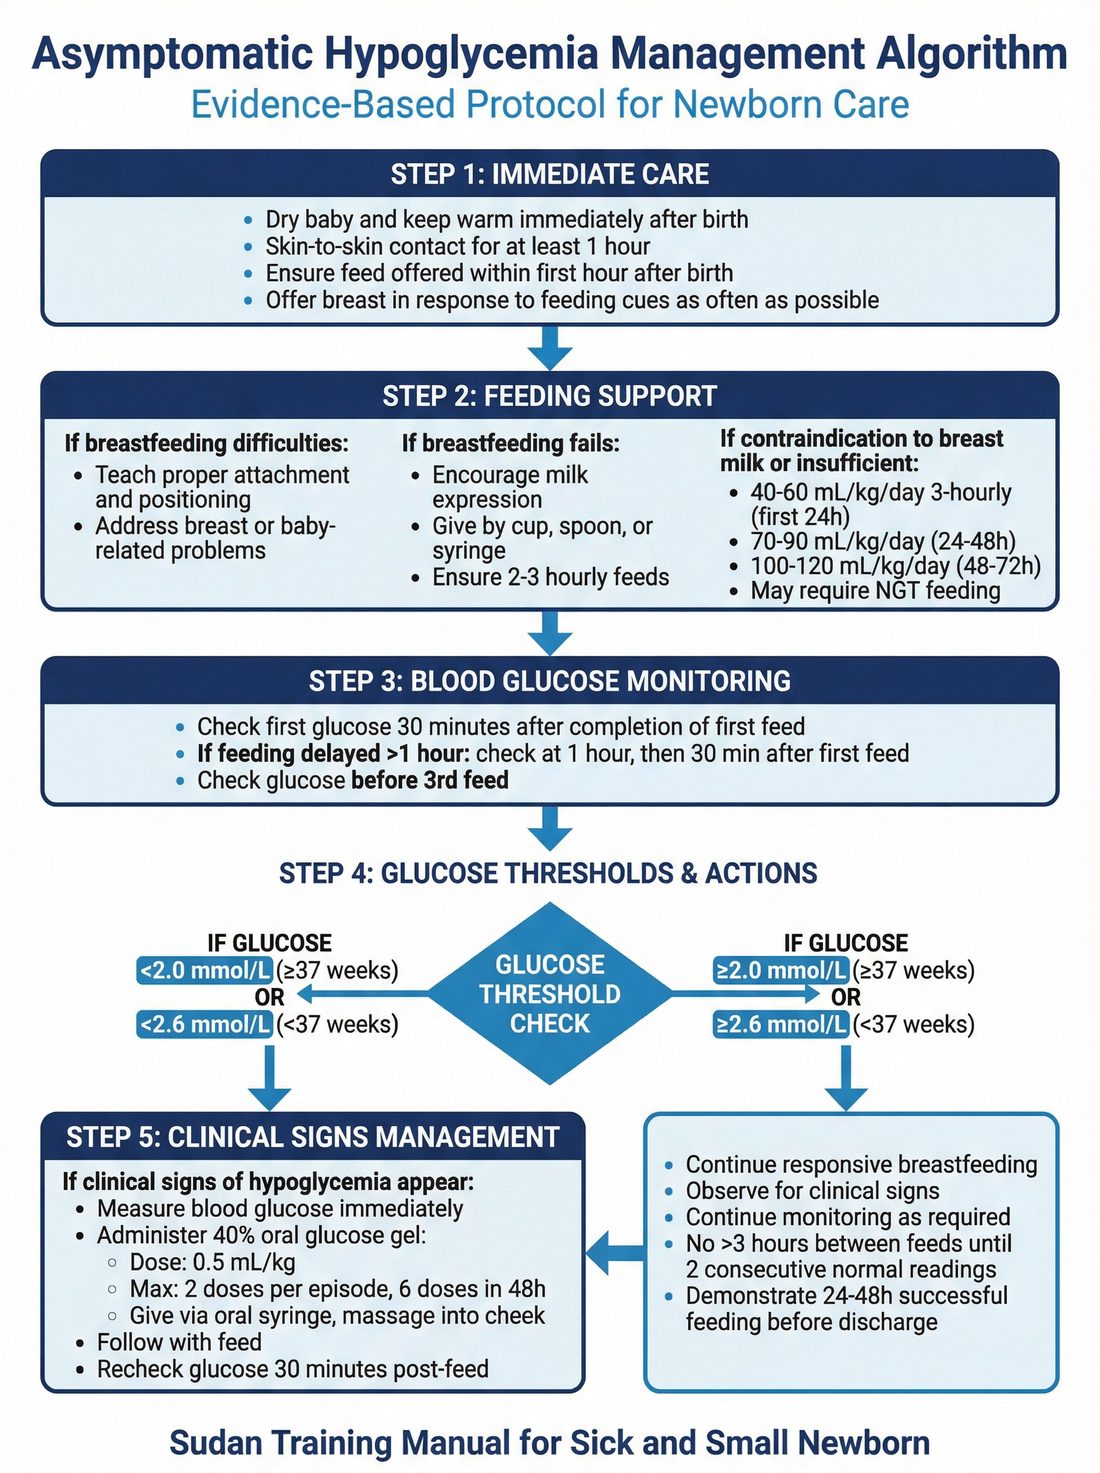 Asymptomatic Hypoglycemia Management Algorithm
Evidence-Based Protocol for Newborn Care
STEP 1: IMMEDIATE CARE
• Dry baby and keep warm immediately after birth
• Skin-to-skin contact for at least 1 hour
• Ensure feed offered within first hour after birth
• Offer breast in response to feeding cues as often as possible
STEP 2: FEEDING SUPPORT
If breastfeeding difficulties:
• Teach proper attachment
and positioning
• Address breast or baby-
related problems
If breastfeeding fails:
• Encourage milk
expression
• Give by cup, spoon, or
syringe
• Ensure 2-3 hourly feeds
If contraindication to breast
milk or insufficient:
• 40-60 mL/kg/day 3-hourly
(first 24h)
• 70-90 mL/kg/day (24-48h)
• 100-120 mL/kg/day (48-72h)
• May require NGT feeding
STEP 3: BLOOD GLUCOSE MONITORING
• Check first glucose 30 minutes after completion of first feed
• If feeding delayed >1 hour: check at 1 hour, then 30 min after first feed
• Check glucose before 3rd feed
STEP 4: GLUCOSE THRESHOLDS & ACTIONS
IF GLUCOSE
<2.0 mmol/L (≥37 weeks)
OR
<2.6 mmol/L (<37 weeks)
GLUCOSE
THRESHOLD
CHECK
IF GLUCOSE
≥2.0 mmol/L (≥37 weeks)
OR
≥2.6 mmol/L (<37 weeks)
STEP 5: CLINICAL SIGNS MANAGEMENT
If clinical signs of hypoglycemia appear:
• Measure blood glucose immediately
• Administer 40% oral glucose gel:
○ Dose: 0.5 mL/kg
○ Max: 2 doses per episode, 6 doses in 48h
○ Give via oral syringe, massage into cheek
• Follow with feed
• Recheck glucose 30 minutes post-feed
• Continue responsive breastfeeding
• Observe for clinical signs
• Continue monitoring as required
• No >3 hours between feeds until
2 consecutive normal readings
• Demonstrate 24-48h successful
feeding before discharge
Sudan Training Manual for Sick and Small Newborn